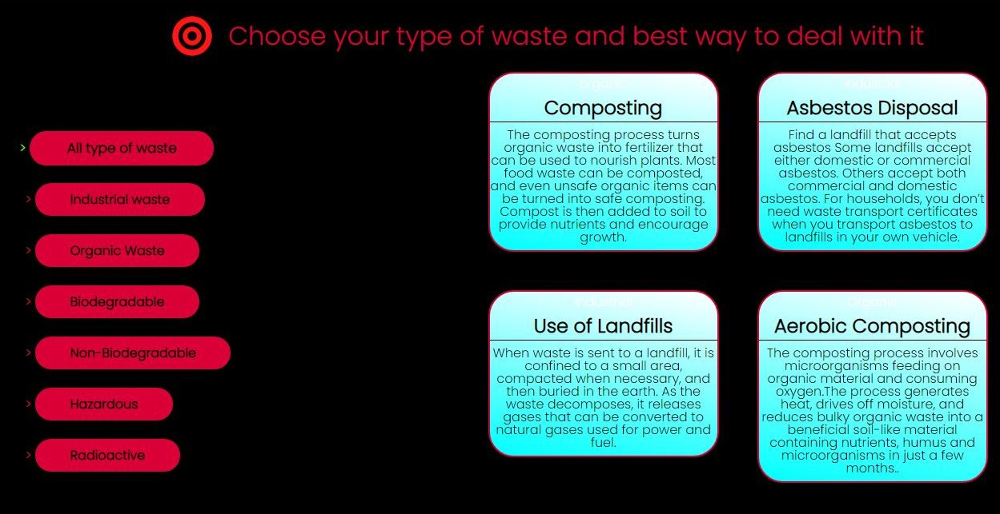 Choose your type of waste and best way to deal with it
> All type of waste
> Industrial waste
> Organic Waste
> Biodegradable
> Non-Biodegradable
> Hazardous
> Radioactive
organic
Composting
The composting process turns
organic waste into fertilizer that
can be used to nourish plants. Most
food waste can be composted,
and even unsafe organic items can
be turned into safe composting.
Compost is then added to soil to
provide nutrients and encourage
growth.
Industrial
Asbestos Disposal
Find a landfill that accepts
asbestos Some landfills accept
either domestic or commercial
asbestos. Others accept both
commercial and domestic
asbestos. For households, you don't
need waste transport certificates
when you transport asbestos to
landfills in your own vehicle.
Industrial
Use of Landfills
When waste is sent to a landfill, it is
confined to a small area,
compacted when necessary, and
then buried in the earth. As the
waste decomposes, it releases
gases that can be converted to
natural gases used for power and
fuel.
Organic
Aerobic Composting
The composting process involves
microorganisms feeding on
organic material and consuming
oxygen.The process generates
heat, drives off moisture, and
reduces bulky organic waste into a
beneficial soil-like material
containing nutrients, humus and
microorganisms in just a few
months..